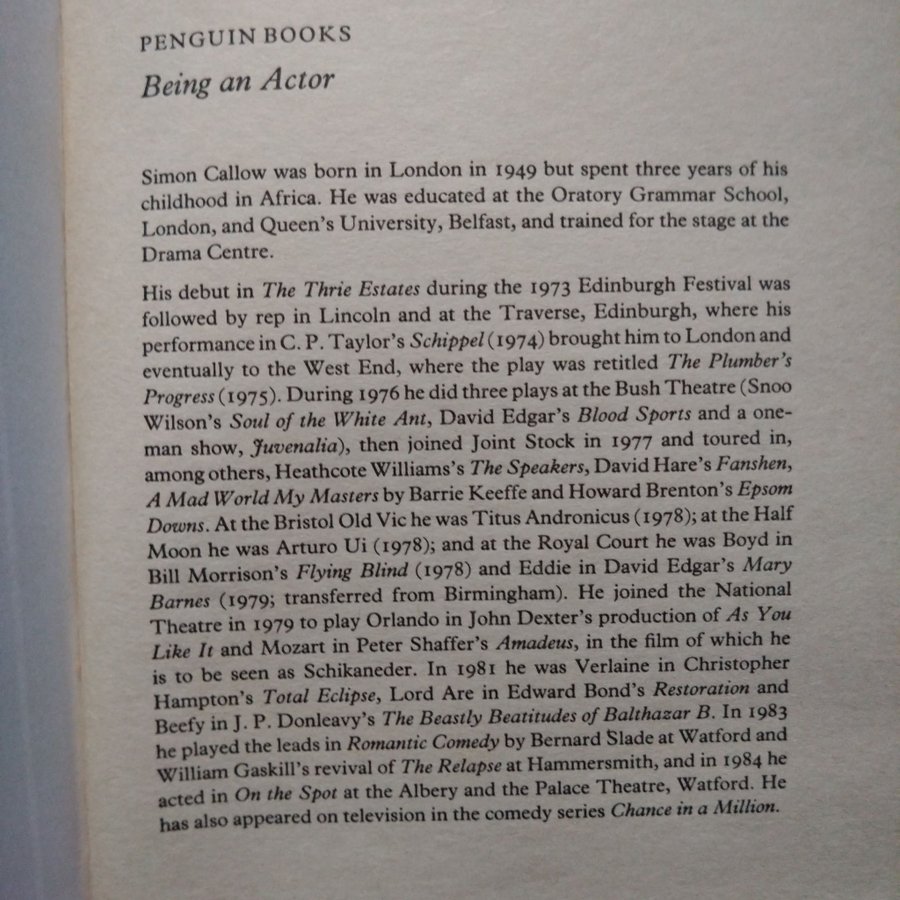 PENGUIN BOOKS
Being an Actor
Simon Callow was born in London in 1949 but spent three years of his
childhood in Africa. He was educated at the Oratory Grammar School,
London, and Queen's University, Belfast, and trained for the stage at the
Drama Centre.
His debut in The Thrie Estates during the 1973 Edinburgh Festival was
followed by rep in Lincoln and at the Traverse, Edinburgh, where his
performance in C. P. Taylor's Schippel (1974) brought him to London and
eventually to the West End, where the play was retitled The Plumber's
Progress (1975). During 1976 he did three plays at the Bush Theatre (Snoo
Wilson's Soul of the White Ant, David Edgar's Blood Sports and a one-
man show, Juvenalia), then joined Joint Stock in 1977 and toured in,
among others, Heathcote Williams's The Speakers, David Hare's Fanshen,
A Mad World My Masters by Barrie Keeffe and Howard Brenton's Epsom
Downs. At the Bristol Old Vic he was Titus Andronicus (1978); at the Half
Moon he was Arturo Ui (1978); and at the Royal Court he was Boyd in
Bill Morrison's Flying Blind (1978) and Eddie in David Edgar's Mary
Barnes (1979; transferred from Birmingham). He joined the National
Theatre in 1979 to play Orlando in John Dexter's production of As You
Like It and Mozart in Peter Shaffer's Amadeus, in the film of which he
is to be seen as Schikaneder. In 1981 he was Verlaine in Christopher
Hampton's Total Eclipse, Lord Are in Edward Bond's Restoration and
Beefy in J. P. Donleavy's The Beastly Beatitudes of Balthazar B. In 1983
he played the leads in Romantic Comedy by Bernard Slade at Watford and
William Gaskill's revival of The Relapse at Hammersmith, and in 1984 he
acted in On the Spot at the Albery and the Palace Theatre, Watford. He
has also appeared on television in the comedy series Chance in a Million.